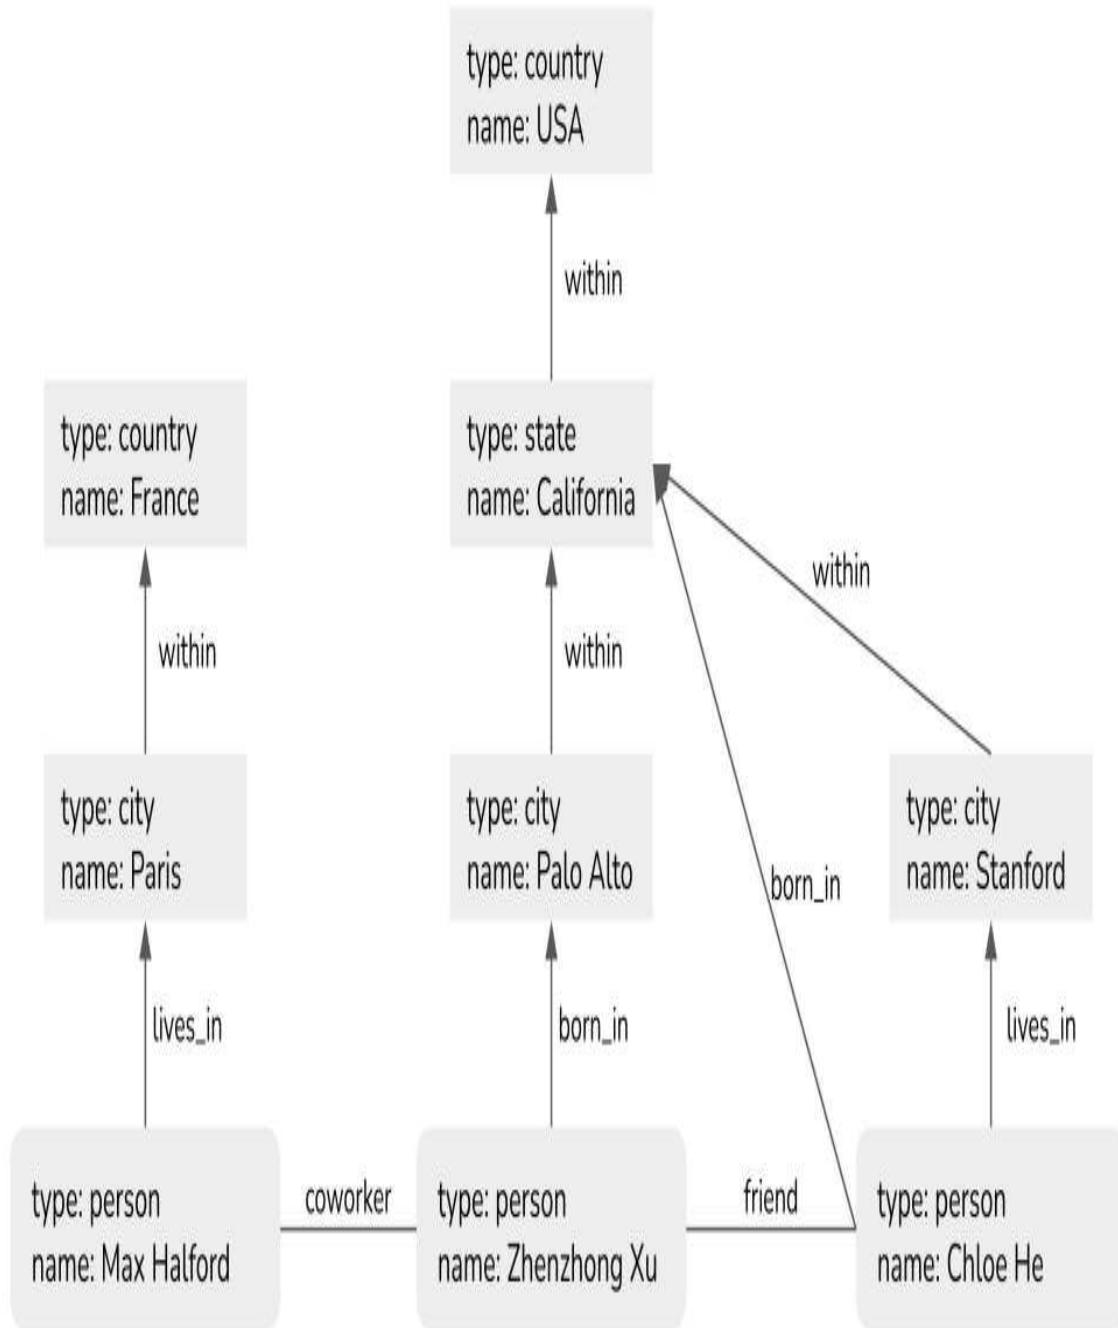 type: country
name: USA
within
type: country
name: France
type: state
name: California
within
within
within
type: city
name: Paris
type: city
name: Palo Alto
type: city
name: Stanford
born_in
lives_in
born_in
lives_in
type: person
name: Max Halford
coworker
type: person
name: Zhenzhong Xu
friend
type: person
name: Chloe He